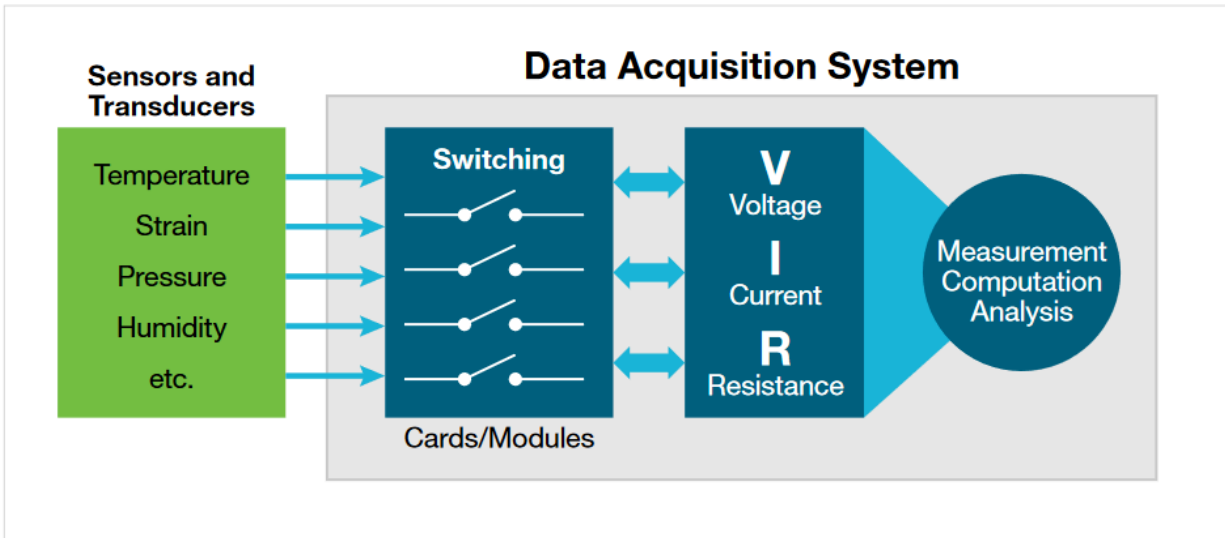 Data Acquisition System
Sensors and
Transducers
Temperature
Strain
Pressure
Humidity
etc.
Switching
Cards/Modules
V
Voltage
I
Current
R
Resistance
Measurement
Computation
Analysis